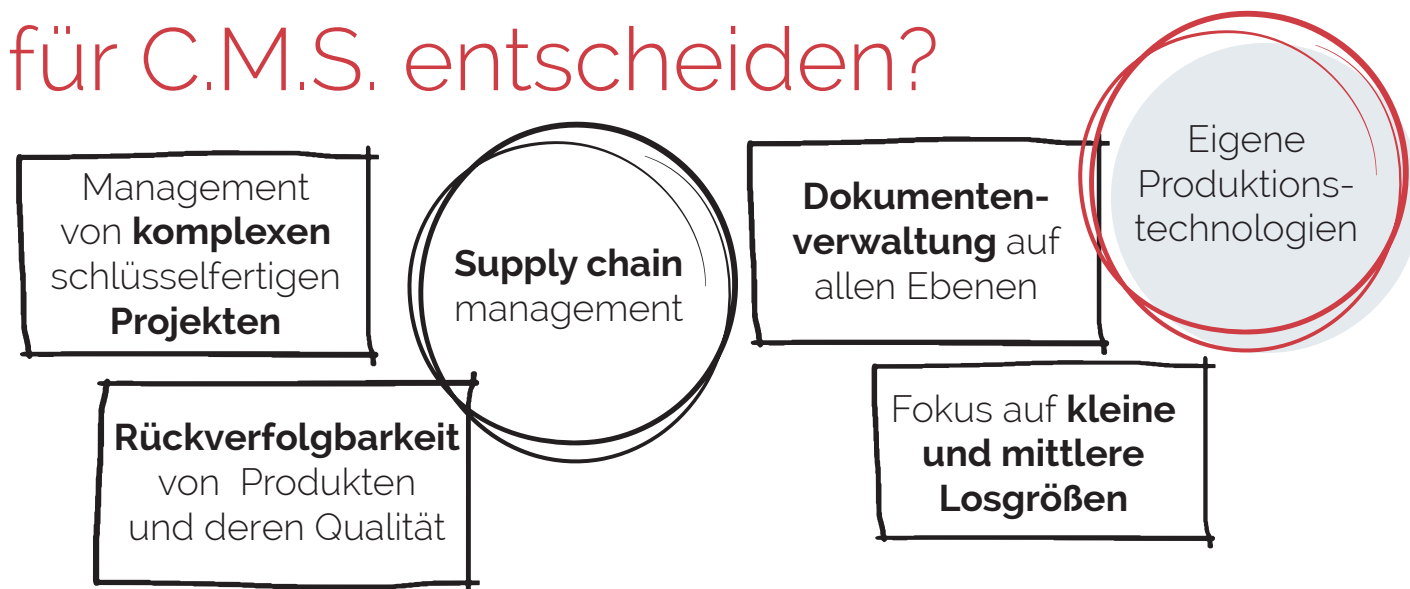 für C.M.S. entscheiden?
Management
von komplexen
schlüsselfertigen
Projekten
Supply chain
management
Dokumenten-
verwaltung auf
allen Ebenen
Eigene
Produktions-
technologien
Rückverfolgbarkeit
von Produkten
und deren Qualität
Fokus auf kleine
und mittlere
Losgrößen